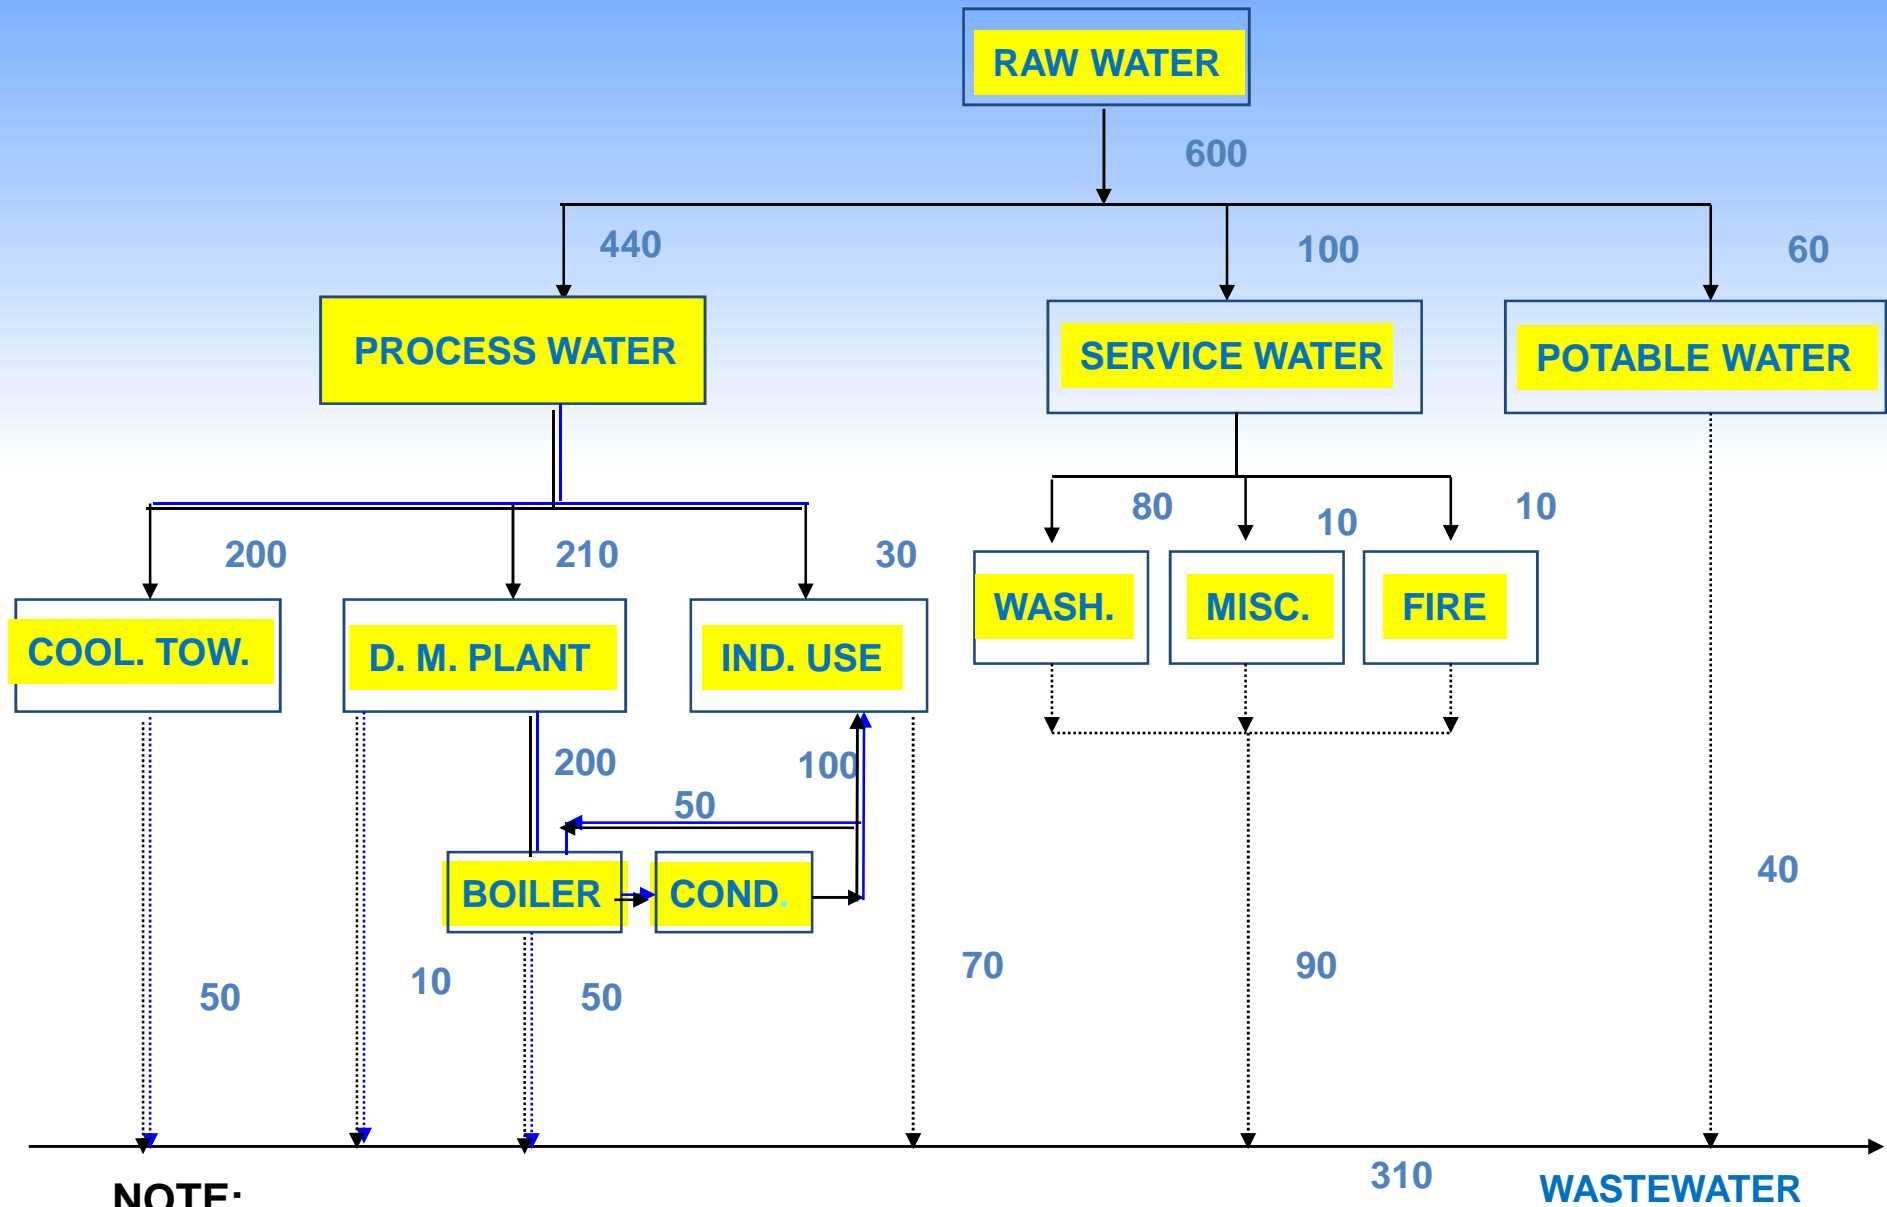 RAW WATER
600
440
100
60
PROCESS WATER
SERVICE WATER
POTABLE WATER
80
10
10
200
210
30
WASH.
MISC.
FIRE
COOL. TOW.
D. M. PLANT
IND. USE
200
100
50
BOILER
COND.
40
50
10
50
70
90
310
WASTEWATER
NOTE: